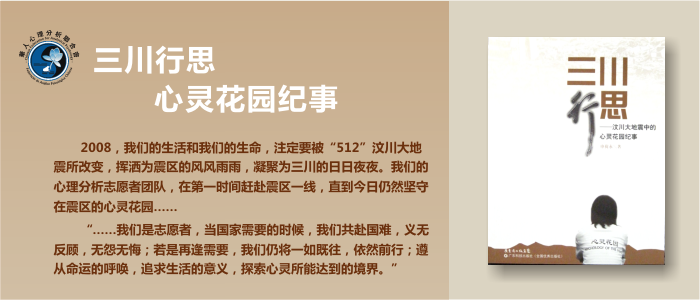 华人心理分析联合会
三川行思
心灵花园纪事
2008，我们的生活和我们的生命，注定要被“512”汶川大地
震所改变，挥洒为震区的风风雨雨，凝聚为三川的日日夜夜。我们的
心理分析志愿者团队，在第一时间赶赴震区一线，直到今日仍然坚守
在震区的心灵花园……
“……我们是志愿者，当国家需要的时候，我们共赴国难，义无
反顾，无怨无悔；若是再逢需要，我们仍将一如既往，依然前行；遵
从命运的呼唤，追求生活的意义，探索心灵所能达到的境界。”
三川
行思
——汶川大地震中的
心灵花园纪事
心灵花园